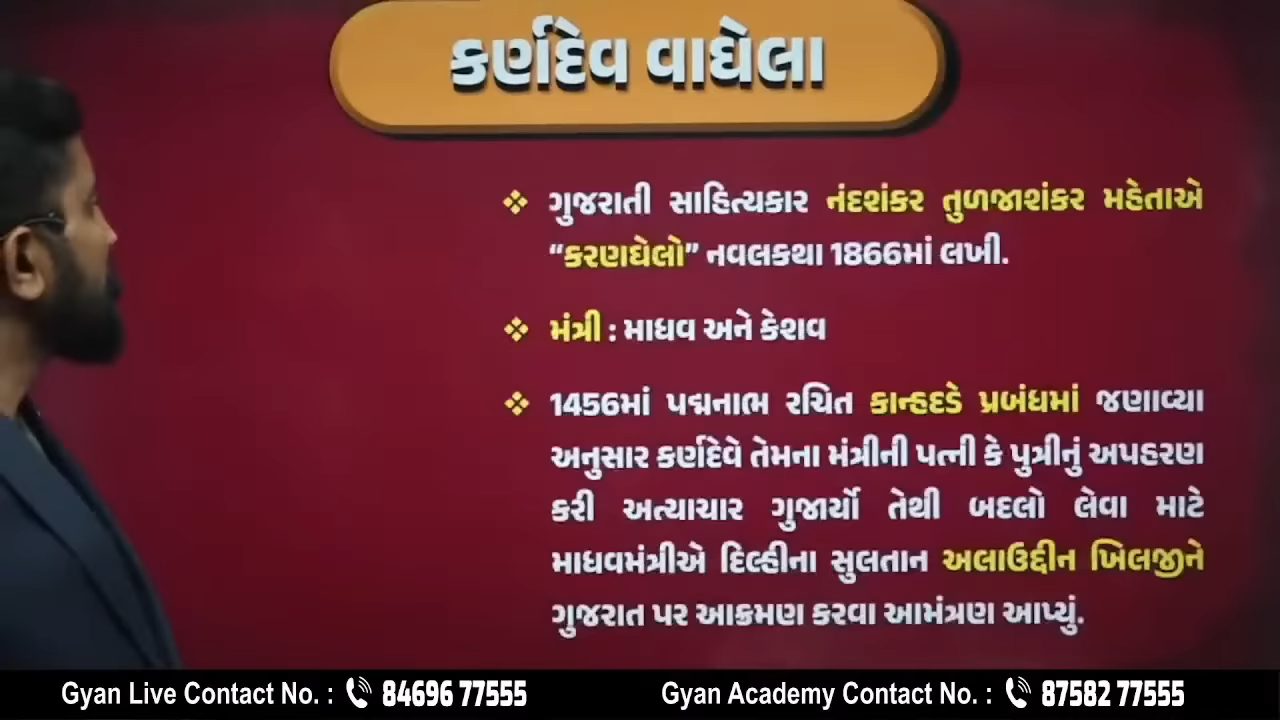 કર્ણદેવ વાઘેલા
❖ ગુજરાતી સાહિત્યકાર નંદશંકર તુળજાશંકર મહેતાએ
“કરણઘેલો” નવલકથા 1866માં લખી.
❖ મંત્રી : માધવ અને કેશવ
❖ 1456માં પદ્મનાભ રચિત કાન્હદડે પ્રબંધમાં જણાવ્યા
અનુસાર કર્ણદેવે તેમના મંત્રીની પત્ની કે પુત્રીનું અપહરણ
કરી અત્યાચાર ગુજાર્યો તેથી બદલો લેવા માટે
માધવમંત્રીએ દિલ્હીના સુલતાન અલાઉદ્દીન ખિલજીને
ગુજરાત પર આક્રમણ કરવા આમંત્રણ આપ્યું.
Gyan Live Contact No. : 84696 77555 Gyan Academy Contact No. : 87582 77555